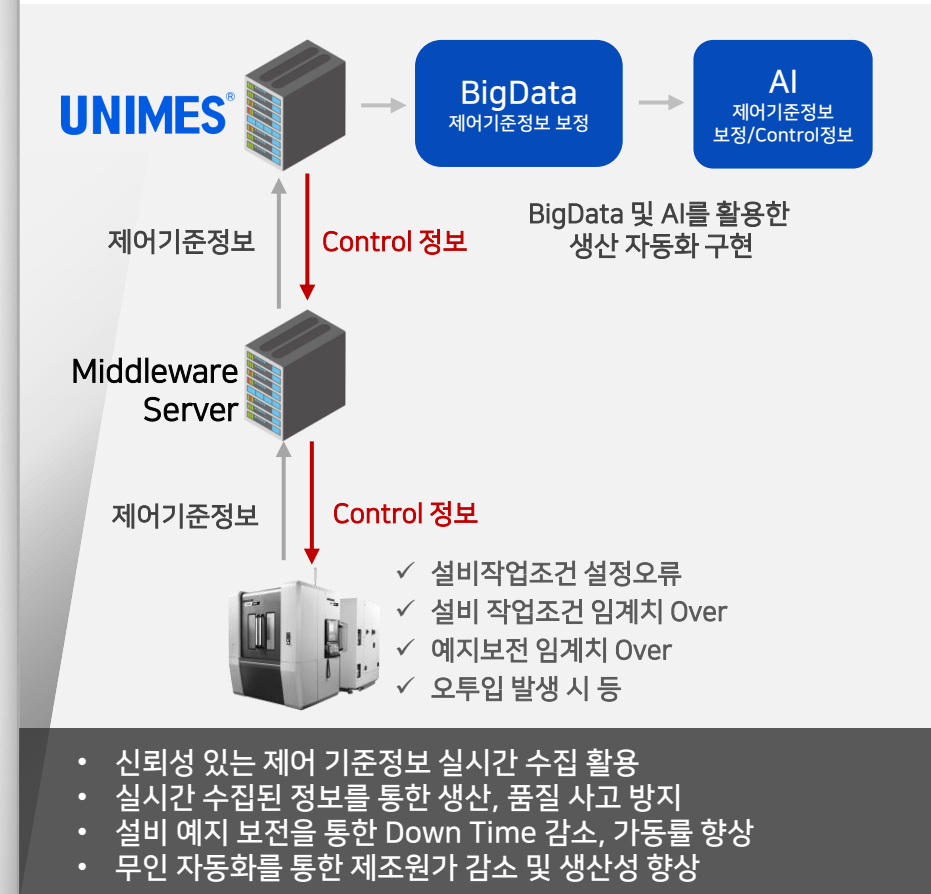 UNIMES®
BigData
제어기준정보 보정
AI
제어기준정보
보정/Control정보
제어기준정보
Control 정보
BigData 및 AI를 활용한
생산 자동화 구현
Middleware
Server
제어기준정보
Control 정보
✓ 설비작업조건 설정오류
✓ 설비 작업조건 임계치 Over
✓ 예지보전 임계치 Over
✓ 오투입 발생 시 등
• 신뢰성 있는 제어 기준정보 실시간 수집 활용
• 실시간 수집된 정보를 통한 생산, 품질 사고 방지
• 설비 예지 보전을 통한 Down Time 감소, 가동률 향상
• 무인 자동화를 통한 제조원가 감소 및 생산성 향상